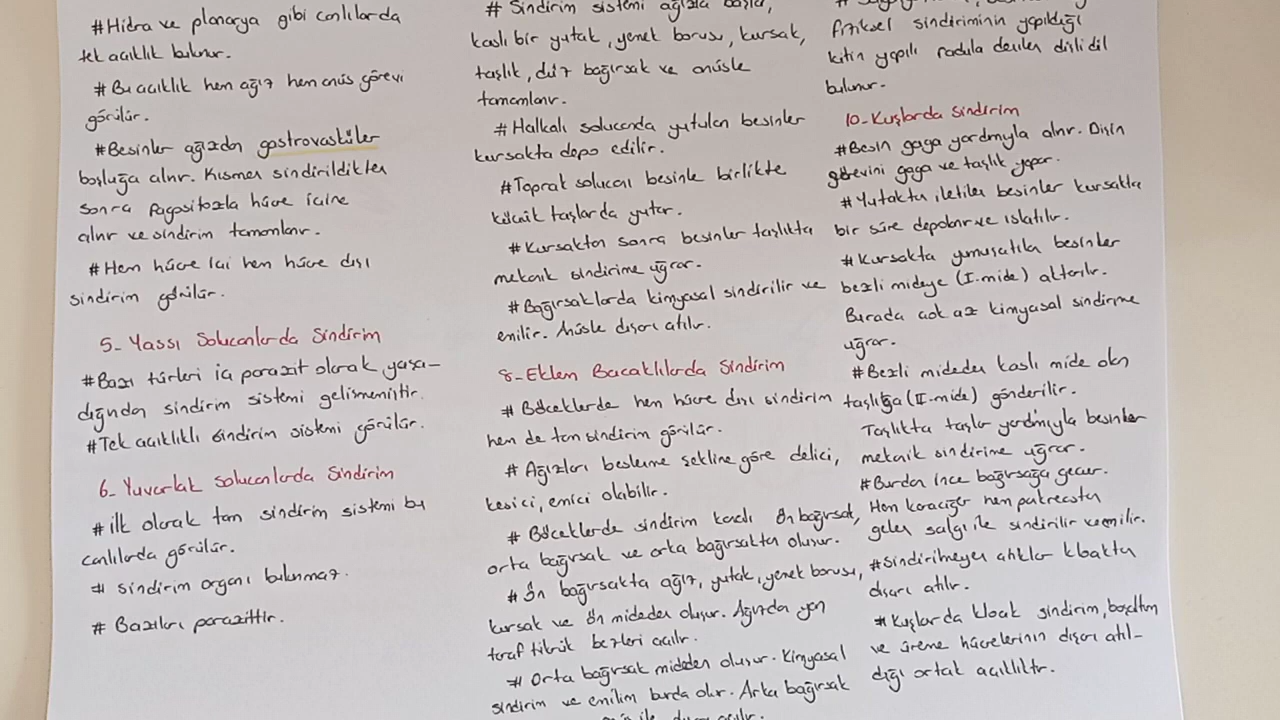 #Hidra ve planarya gibi canlılarda
tek açıklık bulunur.
#Bu açıklık hem ağız hem anüs görevi
görülür.
#Besinler ağızdan gastrovasküler
boşluğa alınır. Kısmen sindirildikten
sonra fagositozla hücre içine
alınır ve sindirim tamamlanır.
#Hem hücre içi hem hücre dışı
sindirim görülür.
5- Yassı Solucanlarda Sindirim
#Bazı türleri iç parazit olarak yaşa-
dığından sindirim sistemi gelişmemiştir.
#Tek açıklıklı sindirim sistemi görülür.
6- Yuvarlak solucanlarda Sindirim
#İlk olarak tam sindirim sistemi bu
canlılarda görülür.
# sindirim organı bulunmaz.
# Bazıları parazittir.
# Sindirim sistemi ağızla başlar,
kaslı bir yutak, yemek borusu, kursak,
taşlık, düz bağırsak ve anüsle
tamamlanır.
#Halkalı solucanda yutulan besinler
kursakta depo edilir.
#Toprak solucanı besinle birlikte
küçük taşlarda yutar.
#Kursaktan sonra besinler taşlıkta
mekanik sindirime uğrar.
#Bağırsaklarda kimyasal sindirilir ve
emilir. Anüsle dışarı atılır.
8-Eklem Bacaklılarda Sindirim
# Böceklerde hem hücre dışı sindirim
hem de tam sindirim görülür.
# Ağızları beslenme şekline göre delici,
kesici, emici olabilir.
# Böceklerde sindirim kanalı Ön bağırsak,
orta bağırsak ve arka bağırsaktan oluşur.
# Ön bağırsakta ağız, yutak, yemek borusu,
kursak ve ön mideden oluşur. Ağızda yan
taraf tükrük bezleri açılır.
# Orta bağırsak mideden oluşur. Kimyasal
sindirim ve emilim burda olur. Arka bağırsak
ile dışarı açılır.
fiziksel sindiriminin yapıldığı
kitin yapılı radula denilen dişli dil
bulunur.
10-Kuşlarda Sindirim
#Besin gaga yardımıyla alınır. Dişin
görevini gaga ve taşlık yapar.
#Yutakta iletilen besinler kursakta
bir süre depolanır ve ıslatılır.
#Kursakta yumuşatılan besinler
bezli mideye (I.mide) aktarılır.
Burada çok az kimyasal sindirime
uğrar.
#Bezli mideden kaslı mide olan
taşlığa (II-mide) gönderilir.
Taşlıkta taşlar yardımıyla besinler
mekanik sindirime uğrar.
#Burdan ince bağırsağa geçer.
Hem karaciğer hem pankreastan
gelen salgı ile sindirilir ve emilir.
#Sindirilmeyen atıklar kloaktan
dışarı atılır.
#Kuşlarda kloak sindirim, boşaltım
ve üreme hücrelerinin dışarı atıl-
dığı ortak açıklıktır.